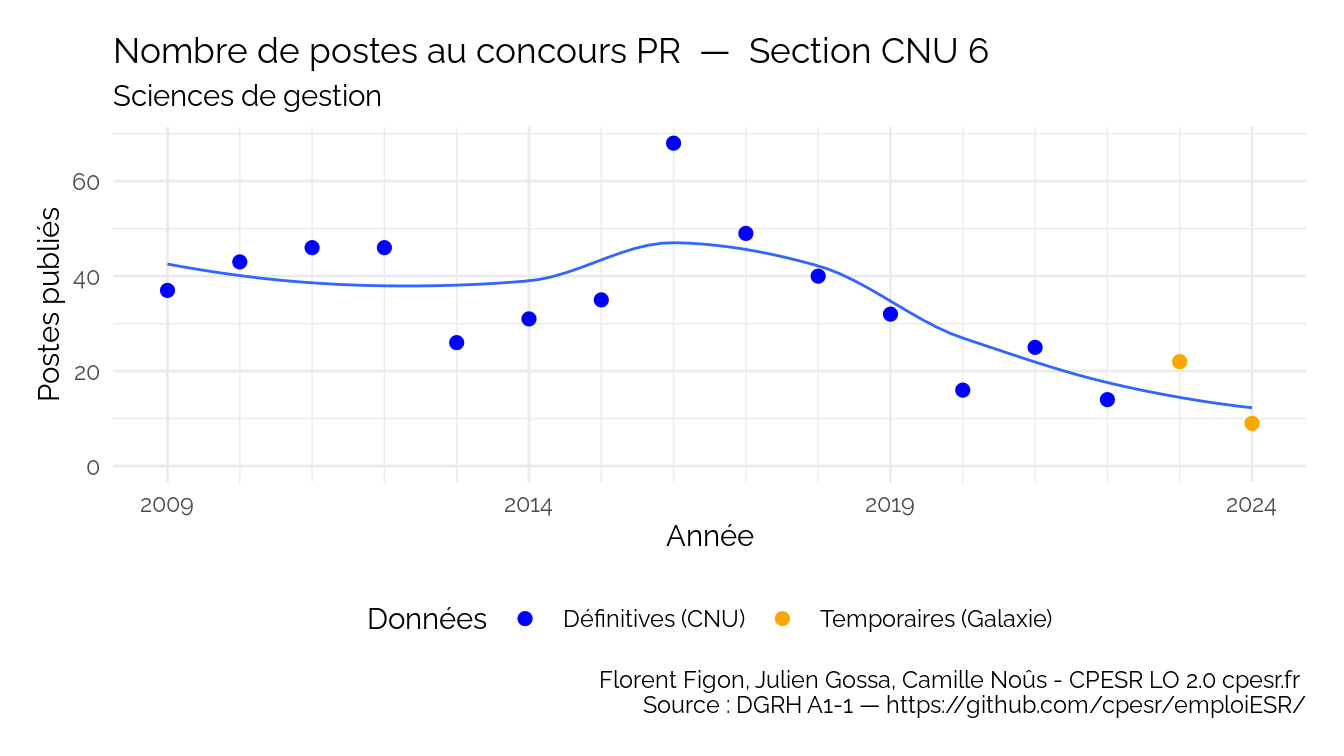 Nombre de postes au concours PR — Section CNU 6
Sciences de gestion
Postes publiés
60
40
20
0
2009 2014 2019 2024
Année
Données Définitives (CNU) Temporaires (Galaxie)
Florent Figon, Julien Gossa, Camille Noûs - CPESR LO 2.0 cpesr.fr
Source : DGRH A1-1 — https://github.com/cpesr/emploiESR/